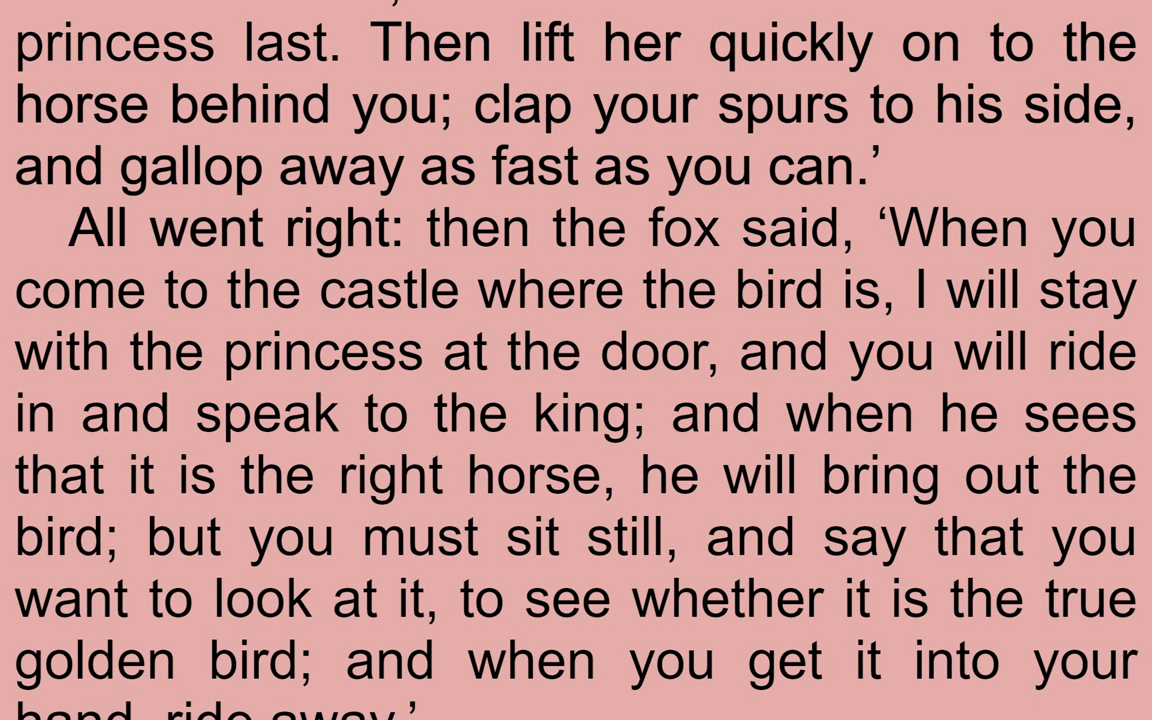 princess last. Then lift her quickly on to the
horse behind you; clap your spurs to his side,
and gallop away as fast as you can.’
All went right: then the fox said, ‘When you
come to the castle where the bird is, I will stay
with the princess at the door, and you will ride
in and speak to the king; and when he sees
that it is the right horse, he will bring out the
bird; but you must sit still, and say that you
want to look at it, to see whether it is the true
golden bird; and when you get it into your
hand, ride away.’